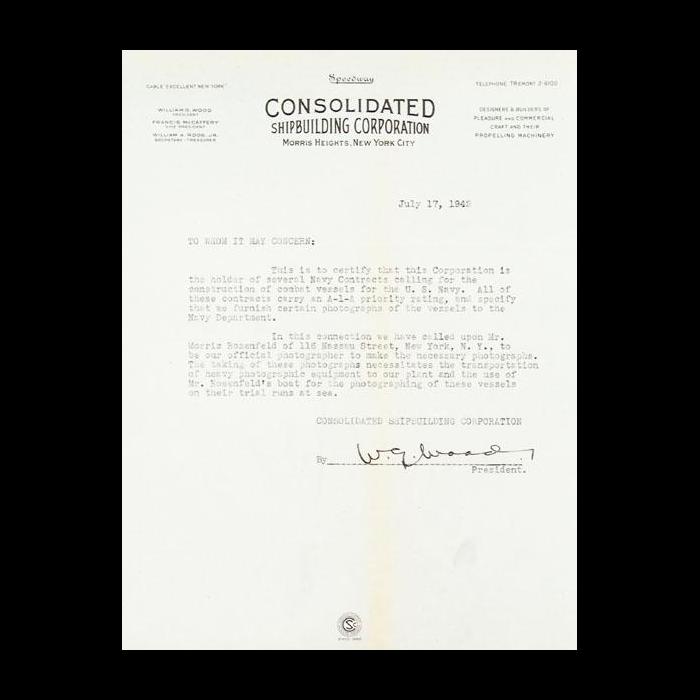 Speedway
CABLE "EXCELLENT NEW YORK"
TELEPHONE TREMONT 2-6100
CONSOLIDATED
SHIPBUILDING CORPORATION
MORRIS HEIGHTS, NEW YORK CITY
WILLIAM G. WOOD
PRESIDENT
FRANCIS McCAFFERY
VICE PRESIDENT
WILLIAM A. ROOS, JR.
SECRETARY - TREASURER
DESIGNERS & BUILDERS OF
PLEASURE AND COMMERCIAL
CRAFT AND THEIR
PROPELLING MACHINERY
July 17, 1942
TO WHOM IT MAY CONCERN:
This is to certify that this Corporation is
the holder of several Navy Contracts calling for the
construction of combat vessels for the U. S. Navy. All of
these contracts carry an A-1-A priority rating, and specify
that we furnish certain photographs of the vessels to the
Navy Department.
In this connection we have called upon Mr.
Morris Rosenfeld of 116 Nassau Street, New York, N. Y., to
be our official photographer to make the necessary photographs.
The taking of these photographs necessitates the transportation
of heavy photographic equipment to our plant and the use of
Mr. Rosenfeld's boat for the photographing of these vessels
on their trial runs at sea.
CONSOLIDATED SHIPBUILDING CORPORATION
By W. G. Wood
President.